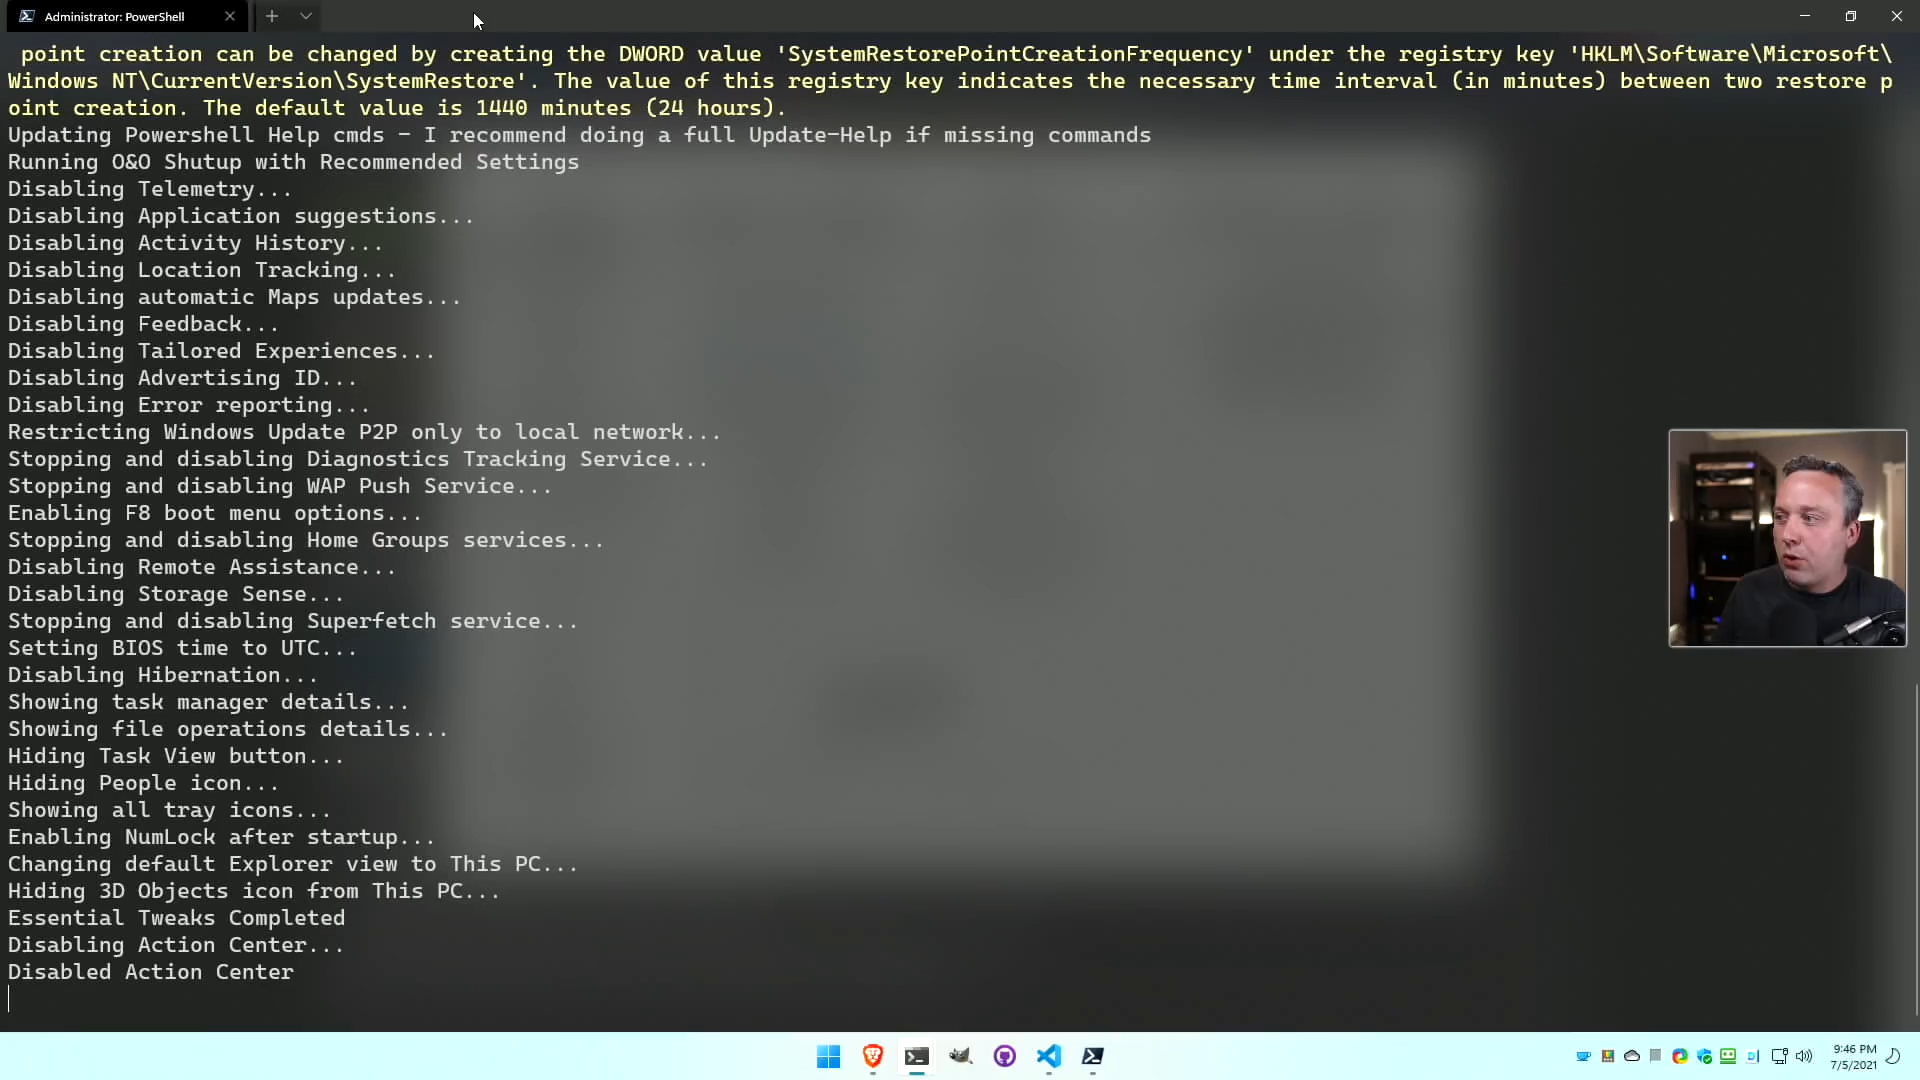 Administrator: PowerShell
point creation can be changed by creating the DWORD value 'SystemRestorePointCreationFrequency' under the registry key 'HKLM\Software\Microsoft\
Windows NT\CurrentVersion\SystemRestore'. The value of this registry key indicates the necessary time interval (in minutes) between two restore p
oint creation. The default value is 1440 minutes (24 hours).
Updating Powershell Help cmds - I recommend doing a full Update-Help if missing commands
Running O&O Shutup with Recommended Settings
Disabling Telemetry...
Disabling Application suggestions...
Disabling Activity History...
Disabling Location Tracking...
Disabling automatic Maps updates...
Disabling Feedback...
Disabling Tailored Experiences...
Disabling Advertising ID...
Disabling Error reporting...
Restricting Windows Update P2P only to local network...
Stopping and disabling Diagnostics Tracking Service...
Stopping and disabling WAP Push Service...
Enabling F8 boot menu options...
Stopping and disabling Home Groups services...
Disabling Remote Assistance...
Disabling Storage Sense...
Stopping and disabling Superfetch service...
Setting BIOS time to UTC...
Disabling Hibernation...
Showing task manager details...
Showing file operations details...
Hiding Task View button...
Hiding People icon...
Showing all tray icons...
Enabling NumLock after startup...
Changing default Explorer view to This PC...
Hiding 3D Objects icon from This PC...
Essential Tweaks Completed
Disabling Action Center...
Disabled Action Center
9:46 PM
7/5/2021